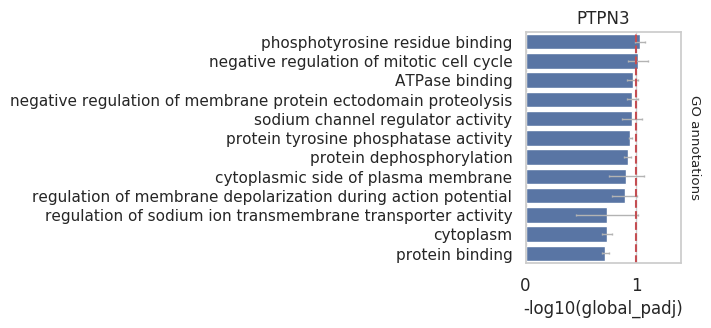 PTPN3
phosphotyrosine residue binding
negative regulation of mitotic cell cycle
ATPase binding
negative regulation of membrane protein ectodomain proteolysis
sodium channel regulator activity
protein tyrosine phosphatase activity
protein dephosphorylation
cytoplasmic side of plasma membrane
regulation of membrane depolarization during action potential
regulation of sodium ion transmembrane transporter activity
cytoplasm
protein binding
GO annotations
0 1
-log10(global_padj)